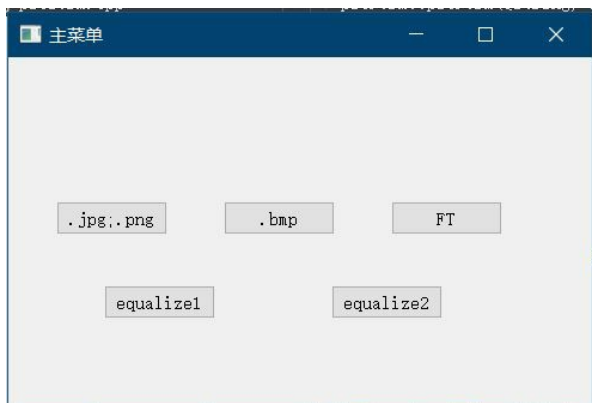 主菜单
.jpg;.png
.bmp
FT
equalize1
equalize2